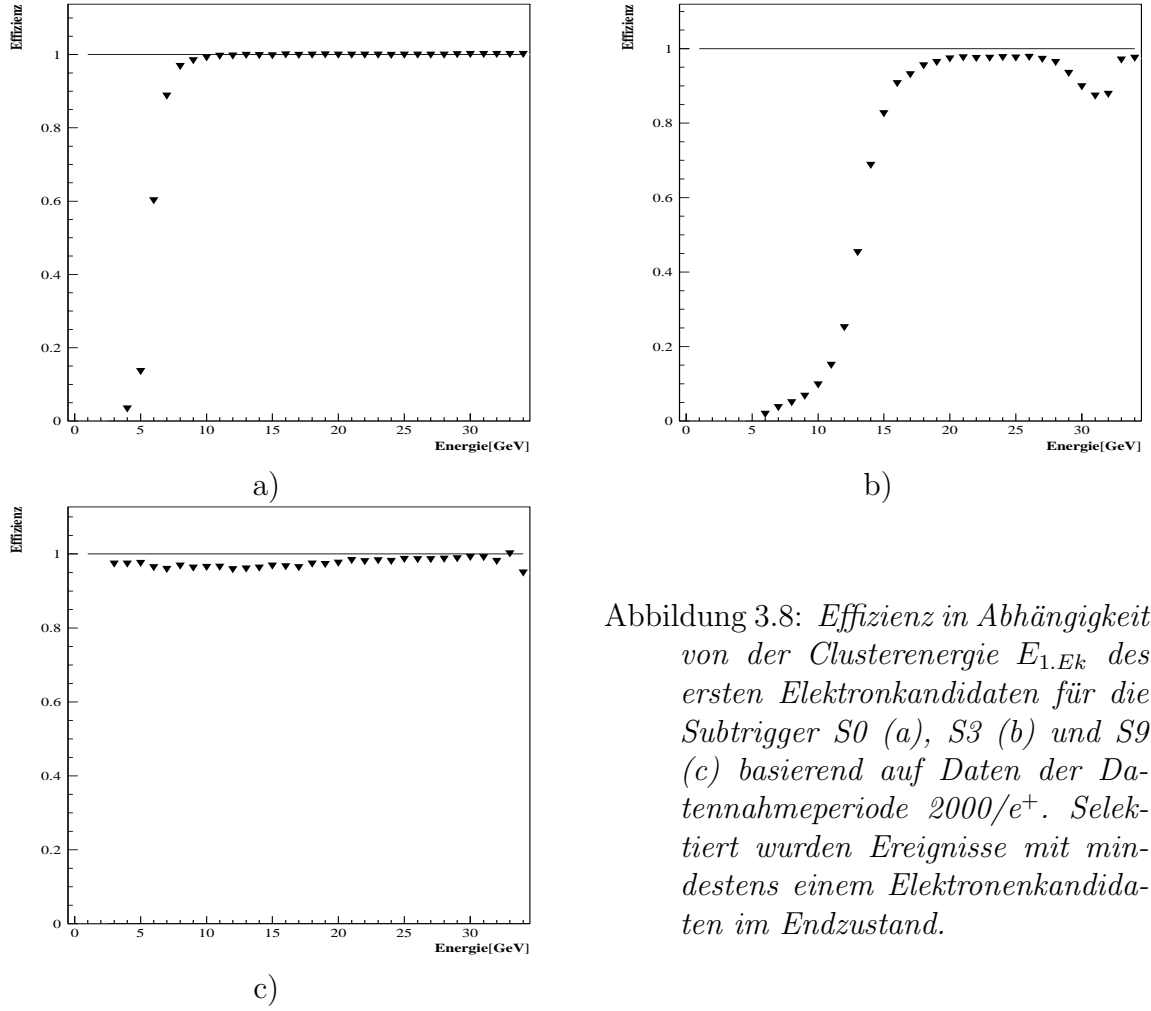 Effizienz
1
0.8
0.6
0.4
0.2
0
0 5 10 15 20 25 30
Energie[GeV]
a)
Effizienz
1
0.8
0.6
0.4
0.2
0
0 5 10 15 20 25 30
Energie[GeV]
b)
Effizienz
1
0.8
0.6
0.4
0.2
0
0 5 10 15 20 25 30
Energie[GeV]
c)
Abbildung 3.8: Effizienz in Abhängigkeit
von der Clusterenergie E_{1.Ek} des
ersten Elektronkandidaten für die
Subtrigger S0 (a), S3 (b) und S9
(c) basierend auf Daten der Da-
tennahmeperiode 2000/e⁺. Selek-
tiert wurden Ereignisse mit min-
destens einem Elektronenkandida-
ten im Endzustand.